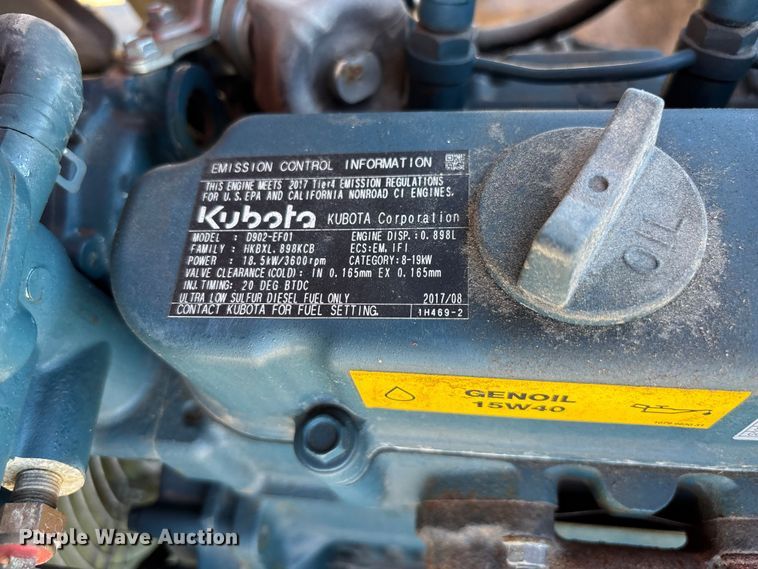 EMISSION CONTROL INFORMATION
THIS ENGINE MEETS 2017 Tier4 EMISSION REGULATIONS
FOR U.S. EPA AND CALIFORNIA NONROAD CI ENGINES.
Kubota KUBOTA Corporation
MODEL : D902-EF01 ENGINE DISP.:0.898L
FAMILY : HKBXL.898KCB ECS:EM,IFI
POWER : 18.5kW/3600rpm CATEGORY:8-19kW
VALVE CLEARANCE(COLD): IN 0.165mm EX 0.165mm
INJ.TIMING: 20 DEG BTDC
ULTRA LOW SULFUR DIESEL FUEL ONLY 2017/08
CONTACT KUBOTA FOR FUEL SETTING. 1H469-2
OIL
GENOIL
15W40
Purple Wave Auction